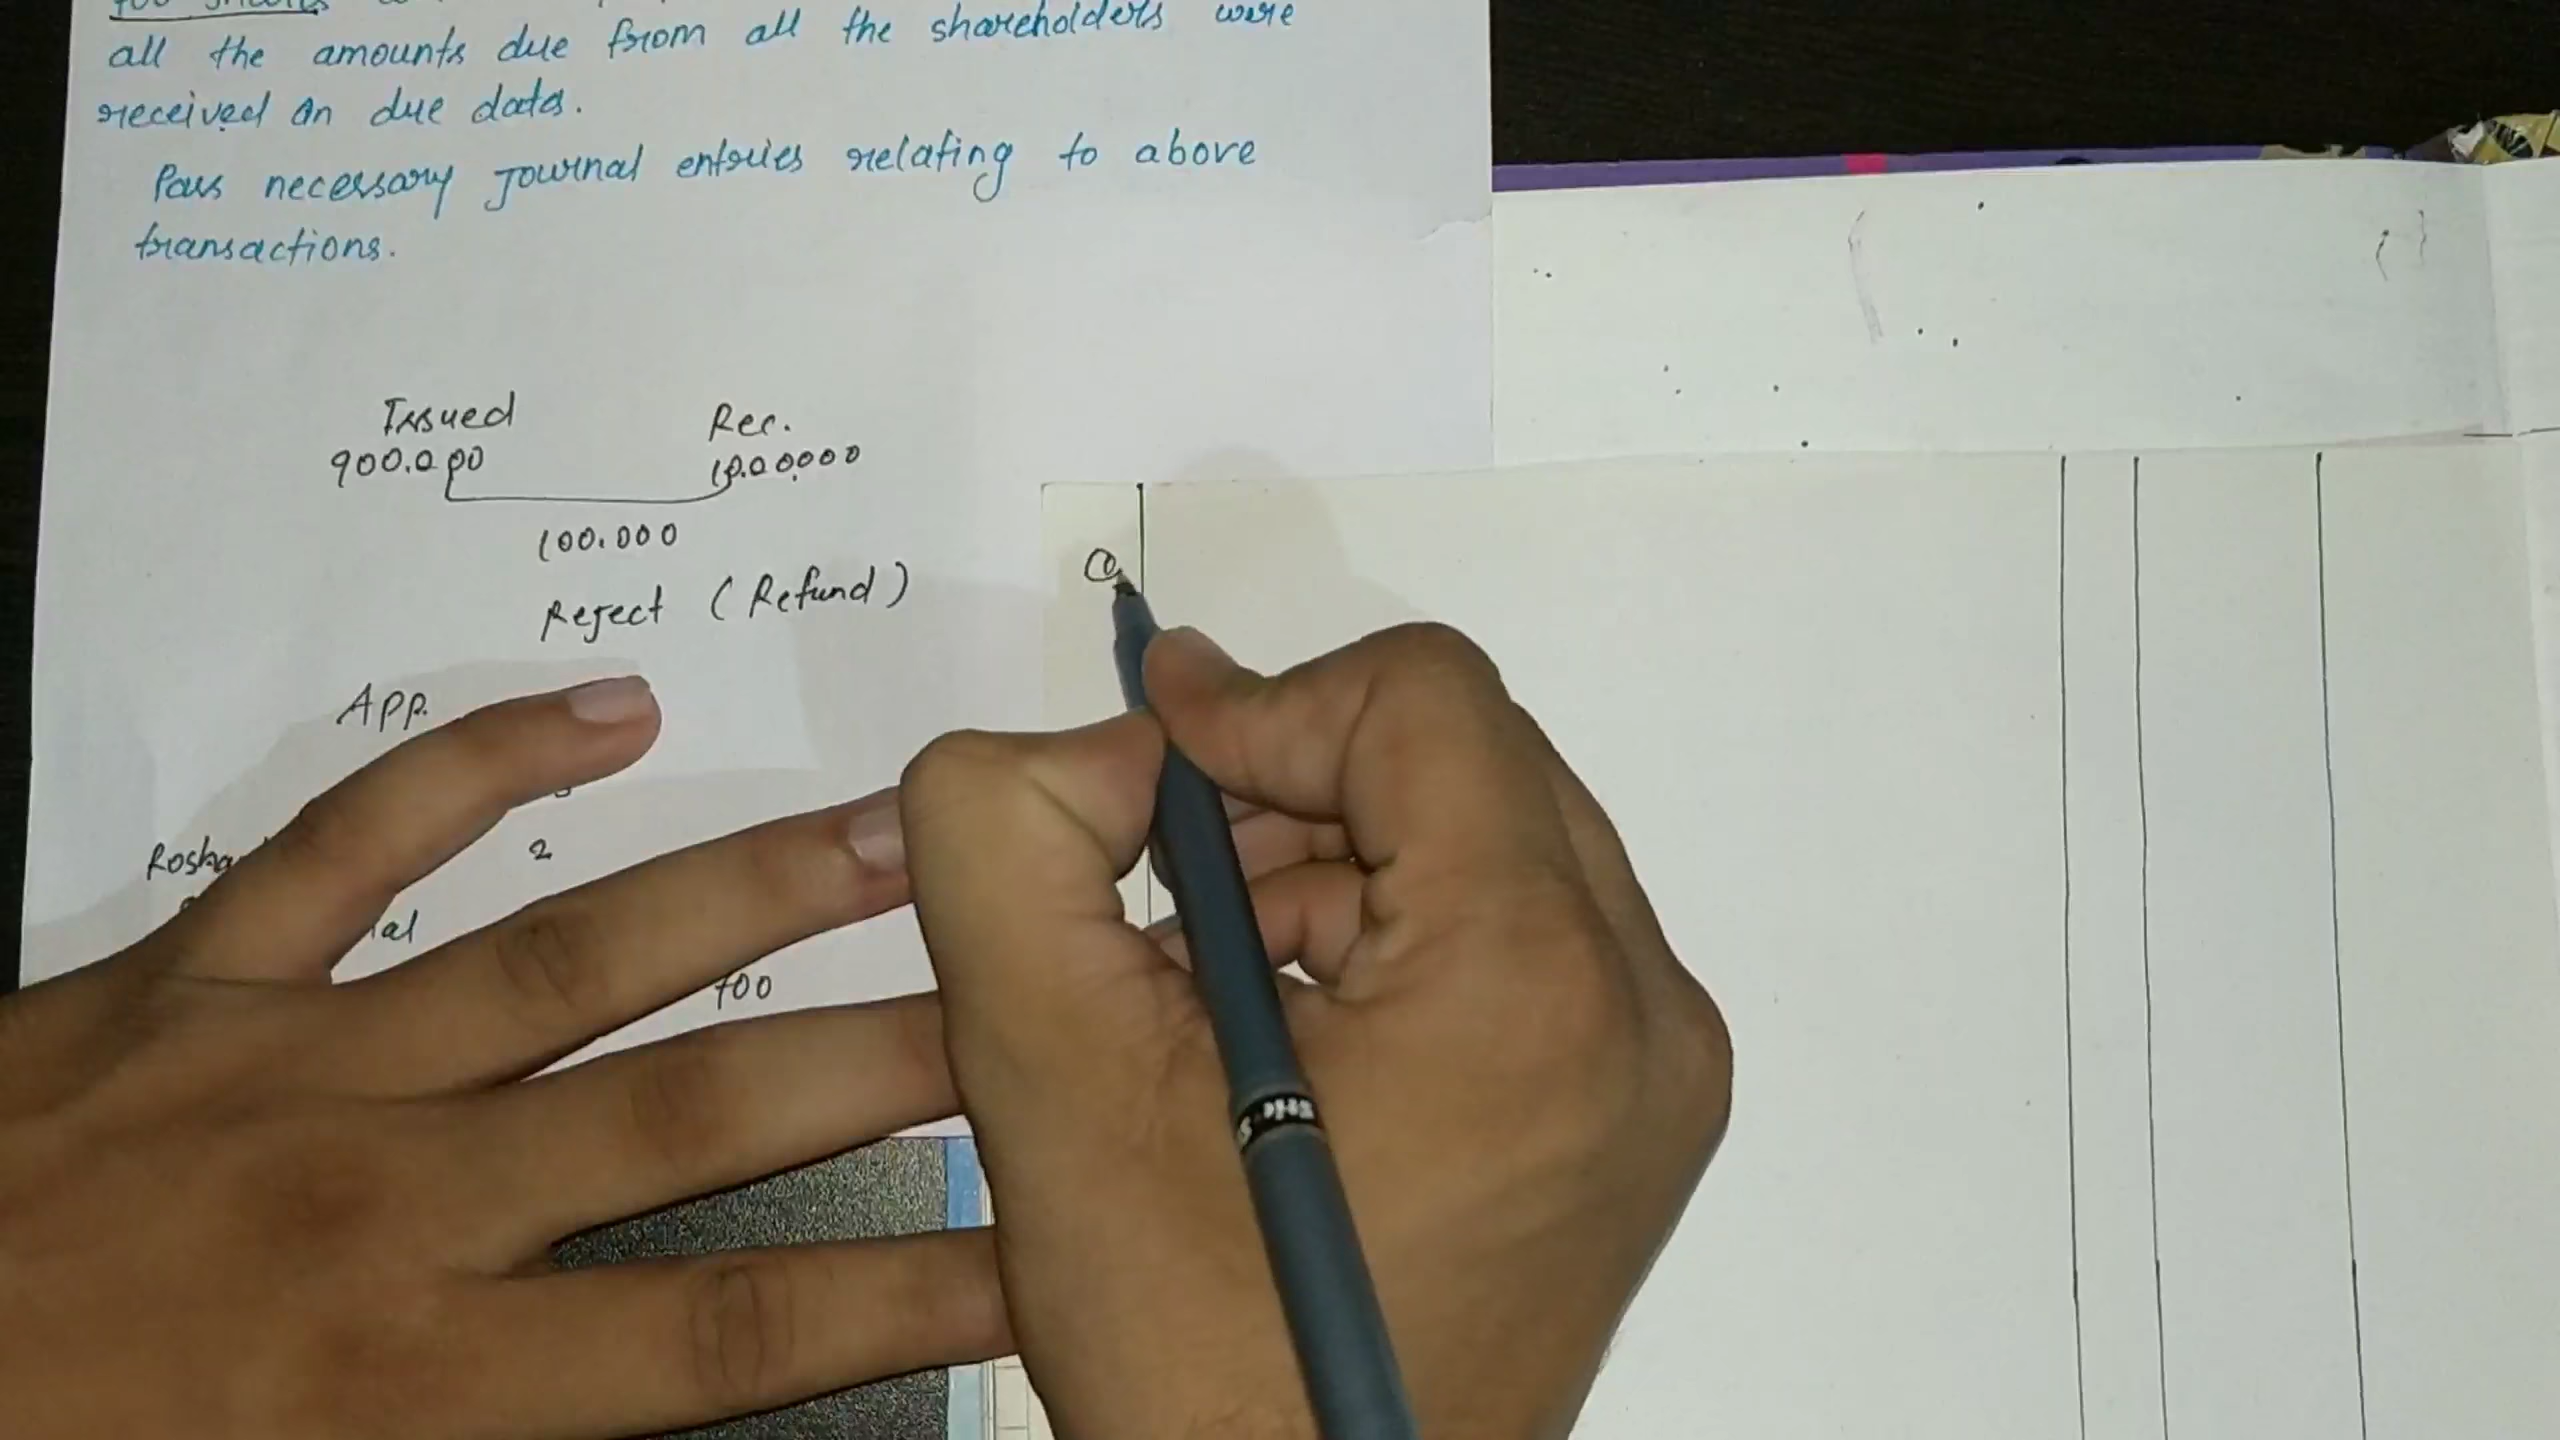 all the amounts due from all the shareholders were
received on due dates.
Pass necessary journal entries relating to above
transactions.
Issued Rec.
900.000 10.00.000
100.000
Reject (Refund)
App.
2
700